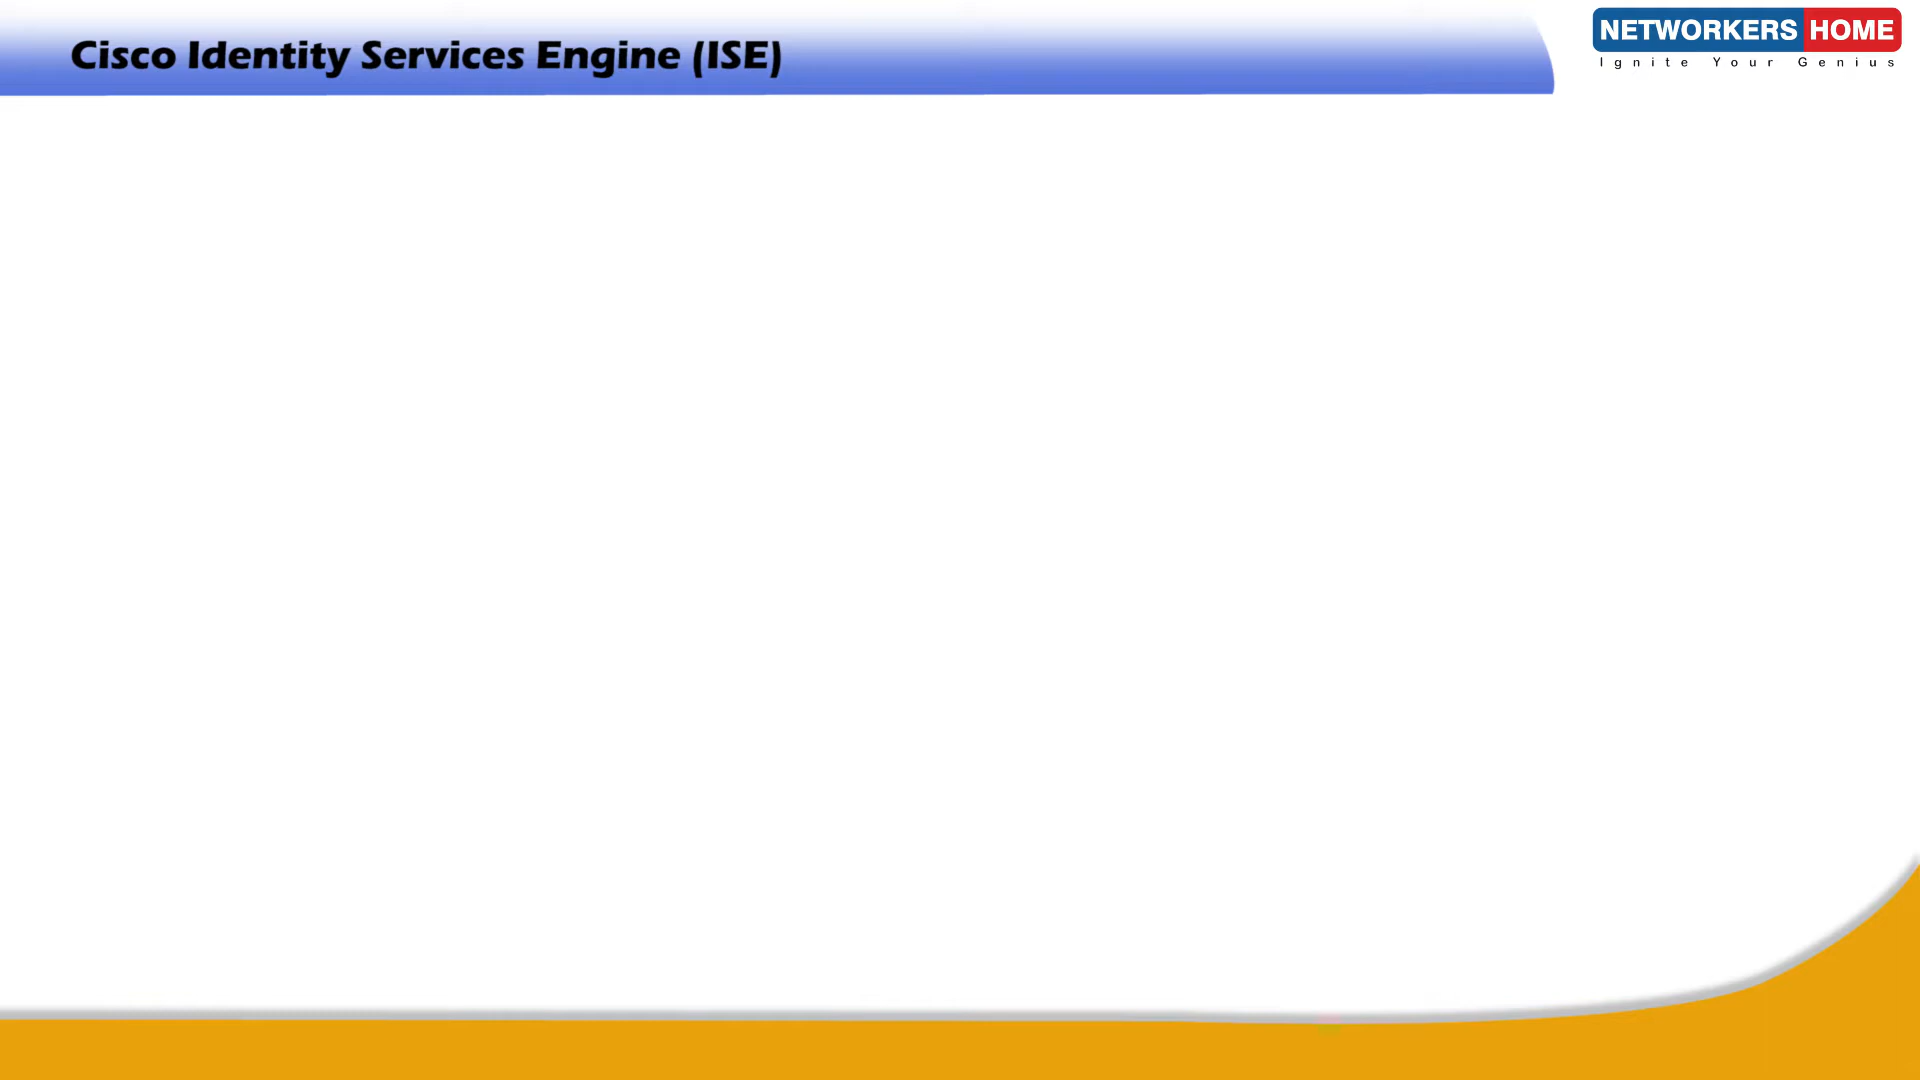 Cisco Identity Services Engine (ISE)
NETWORKERS HOME
Ignite Your Genius